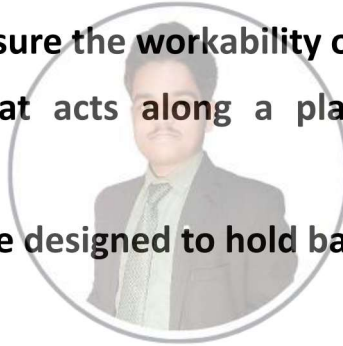 sure the workability o
at acts along a pla
e designed to hold ba